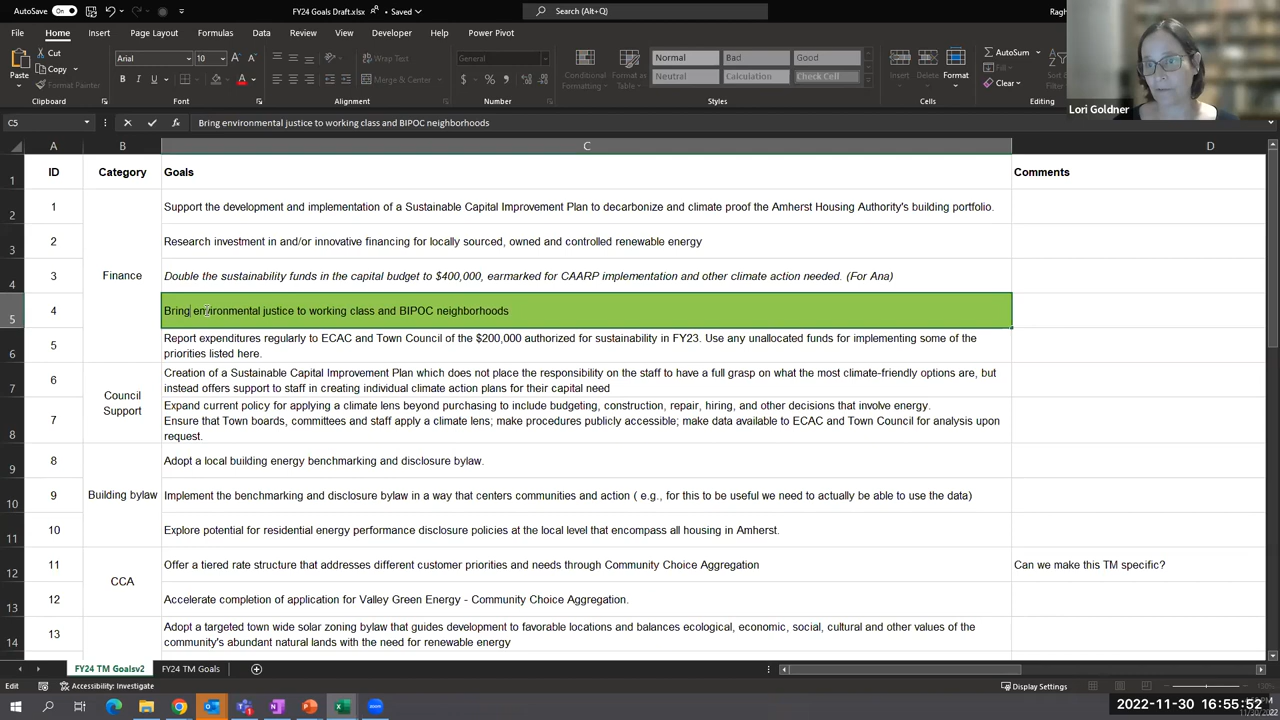 AutoSave On FY24 Goals Draft.xlsx • Saved Search (Alt+Q) Ragh
File Home Insert Page Layout Formulas Data Review View Developer Power Pivot
Cut AutoSum
Arial 10 Wrap Text General Normal Bad Good
Paste Copy Fill
B I U Merge & Center Conditional Formatting Format as Table Neutral Calculation Check Cell Insert Delete Format
Format Painter Clear
Clipboard Font Alignment Number Styles Cells Editing
Lori Goldner
C5 fx Bring environmental justice to working class and BIPOC neighborhoods
A B C D
1 ID Category Goals Comments
2 1 Support the development and implementation of a Sustainable Capital Improvement Plan to decarbonize and climate proof the Amherst Housing Authority's building portfolio.
3 2 Research investment in and/or innovative financing for locally sourced, owned and controlled renewable energy
Finance
4 3 Double the sustainability funds in the capital budget to $400,000, earmarked for CAARP implementation and other climate action needed. (For Ana)
5 4 Bring environmental justice to working class and BIPOC neighborhoods
6 5 Report expenditures regularly to ECAC and Town Council of the $200,000 authorized for sustainability in FY23. Use any unallocated funds for implementing some of the
priorities listed here.
7 6 Creation of a Sustainable Capital Improvement Plan which does not place the responsibility on the staff to have a full grasp on what the most climate-friendly options are, but
instead offers support to staff in creating individual climate action plans for their capital need
Council
Support
8 7 Expand current policy for applying a climate lens beyond purchasing to include budgeting, construction, repair, hiring, and other decisions that involve energy.
Ensure that Town boards, committees and staff apply a climate lens; make procedures publicly accessible; make data available to ECAC and Town Council for analysis upon
request.
9 8 Adopt a local building energy benchmarking and disclosure bylaw.
10 9 Building bylaw Implement the benchmarking and disclosure bylaw in a way that centers communities and action ( e.g., for this to be useful we need to actually be able to use the data)
11 10 Explore potential for residential energy performance disclosure policies at the local level that encompass all housing in Amherst.
12 11 Offer a tiered rate structure that addresses different customer priorities and needs through Community Choice Aggregation Can we make this TM specific?
CCA
13 12 Accelerate completion of application for Valley Green Energy - Community Choice Aggregation.
14 13 Adopt a targeted town wide solar zoning bylaw that guides development to favorable locations and balances ecological, economic, social, cultural and other values of the
community's abundant natural lands with the need for renewable energy
FY24 TM Goalsv2 FY24 TM Goals
Edit Accessibility: Investigate Display Settings
2022-11-30 16:55:52